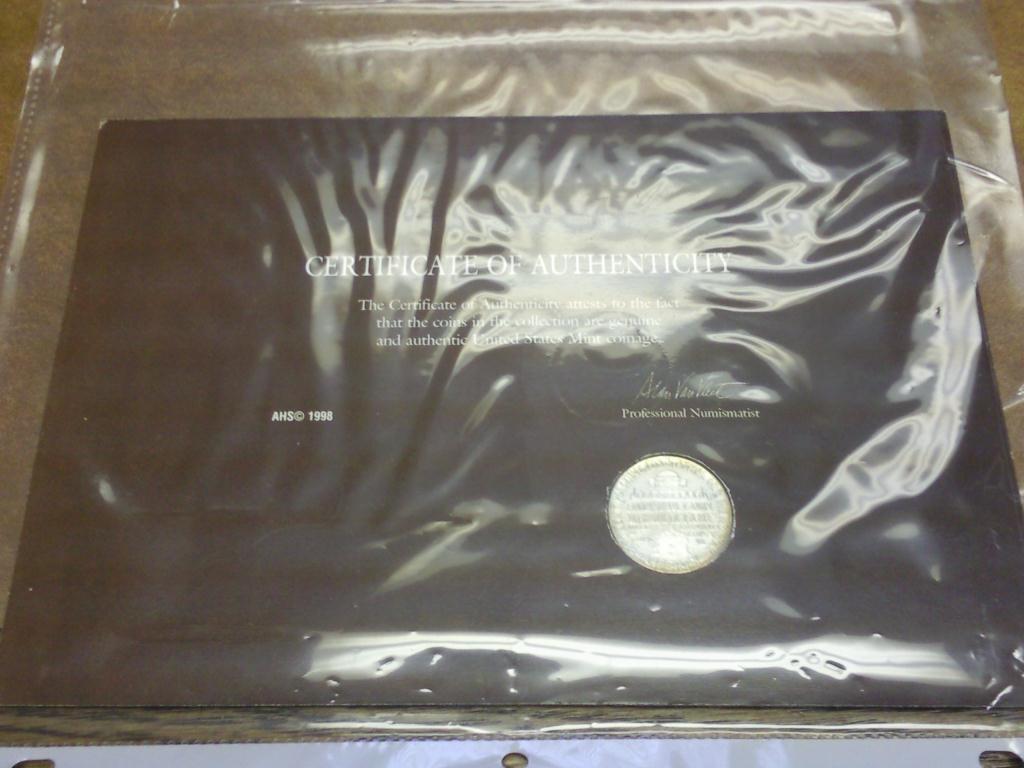 CERTIFICATE OF AUTHENTICITY
The Certificate of Authenticity attests to the fact
that the coins in the collection are genuine
and authentic United States Mint coinage.
Professional Numismatist
AHS© 1998